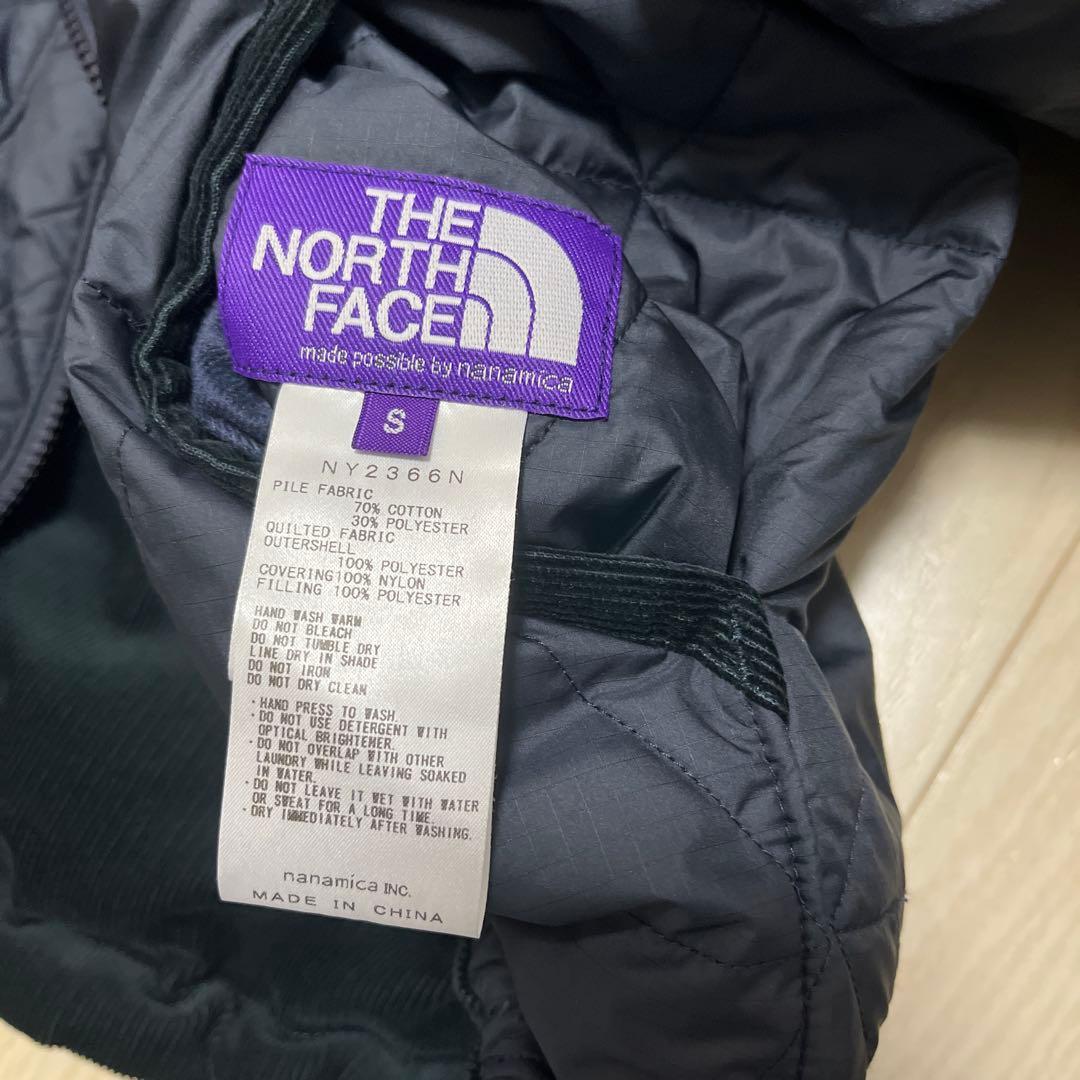 THE
NORTH
FACE
made possible by nanamica
S
NY2366N
PILE FABRIC
70% COTTON
30% POLYESTER
QUILTED FABRIC
OUTERSHELL
100% POLYESTER
COVERING100% NYLON
FILLING 100% POLYESTER
HAND WASH WARM
DO NOT BLEACH
DO NOT TUMBLE DRY
LINE DRY IN SHADE
DO NOT IRON
DO NOT DRY CLEAN
・HAND PRESS TO WASH.
・DO NOT USE DETERGENT WITH
OPTICAL BRIGHTENER.
・DO NOT OVERLAP WITH OTHER
LAUNDRY WHILE LEAVING SOAKED
IN WATER.
・DO NOT LEAVE IT WET WITH WATER
OR SWEAT FOR A LONG TIME.
・DRY IMMEDIATELY AFTER WASHING.
nanamica INC.
MADE IN CHINA